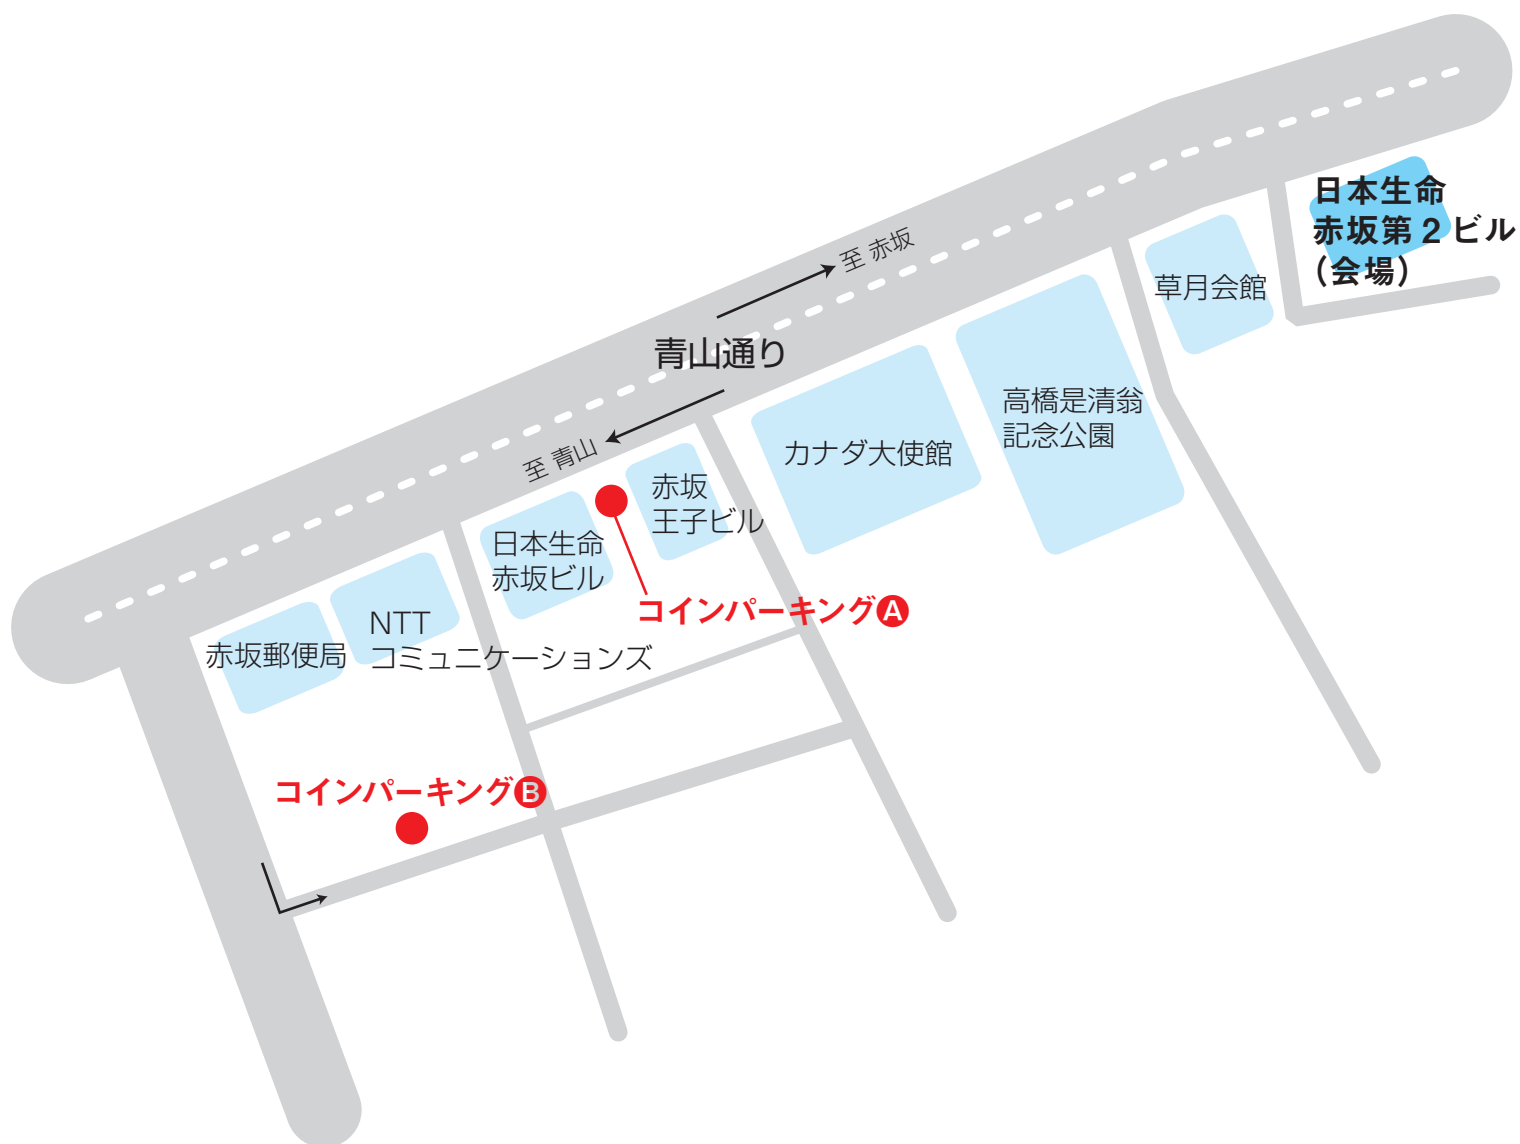 日本生命
赤坂第2ビル
(会場)
至 赤坂
草月会館
青山通り
高橋是清翁
記念公園
カナダ大使館
至 青山
赤坂
王子ビル
日本生命
赤坂ビル
コインパーキングA
NTT
コミュニケーションズ
赤坂郵便局
コインパーキングB